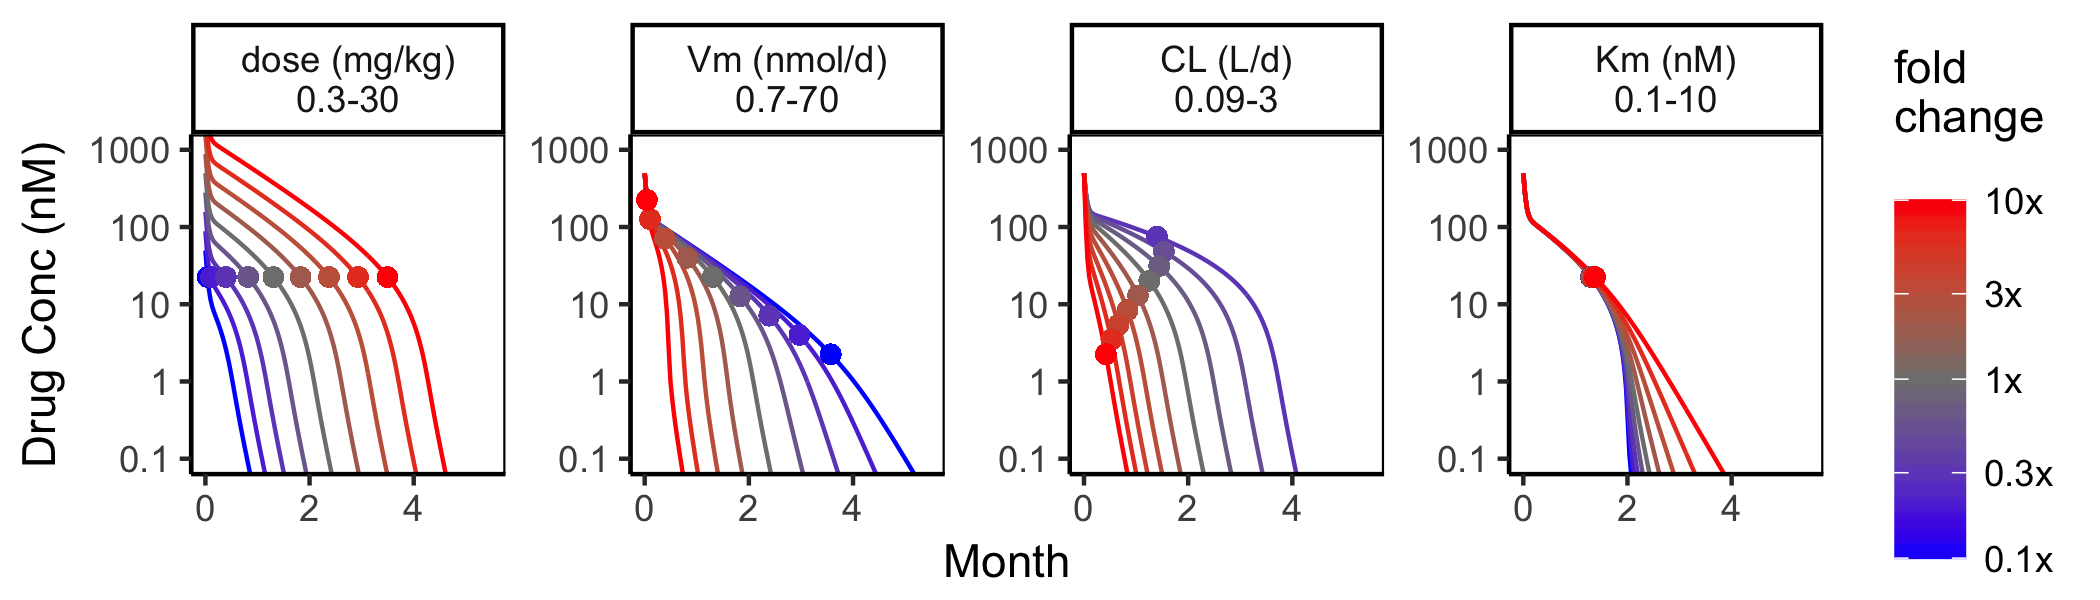 dose (mg/kg)
0.3-30
Vm (nmol/d)
0.7-70
CL (L/d)
0.09-3
Km (nM)
0.1-10
Drug Conc (nM)
1000
100
10
1
0.1
0 2 4
1000
100
10
1
0.1
0 2 4
1000
100
10
1
0.1
0 2 4
1000
100
10
1
0.1
0 2 4
Month
fold
change
10x
3x
1x
0.3x
0.1x